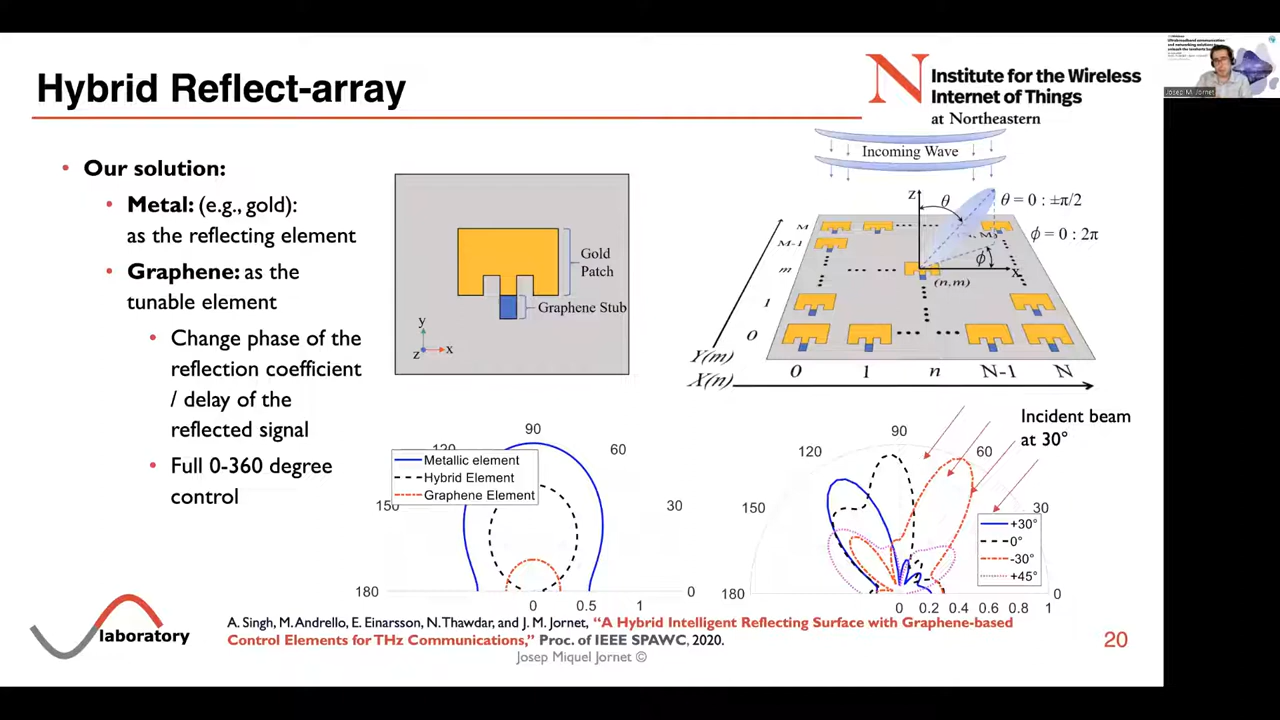 Hybrid Reflect-array
N Institute for the Wireless
Internet of Things
at Northeastern
Josep M. Jornet
• Our solution:
• Metal: (e.g., gold):
as the reflecting element
• Graphene: as the
tunable element
• Change phase of the
reflection coefficient
/ delay of the
reflected signal
• Full 0-360 degree
control
Gold
Patch
Graphene Stub
y
x
z
Incoming Wave
z
θ
θ = 0 : ±π/2
ϕ = 0 : 2π
ϕ
x
(n,m)
M
M-1
m
1
0
Y(m)
X(n)
0 1 n N-1 N
90
120
60
150
30
180
0
0 0.5 1
Metallic element
Hybrid Element
Graphene Element
Incident beam
at 30°
90
120
60
150
30
180
0
0 0.2 0.4 0.6 0.8 1
+30°
0°
-30°
+45°
laboratory
A. Singh, M. Andrello, E. Einarsson, N. Thawdar, and J. M. Jornet, “A Hybrid Intelligent Reflecting Surface with Graphene-based
Control Elements for THz Communications,” Proc. of IEEE SPAWC, 2020.
Josep Miquel Jornet ©
20